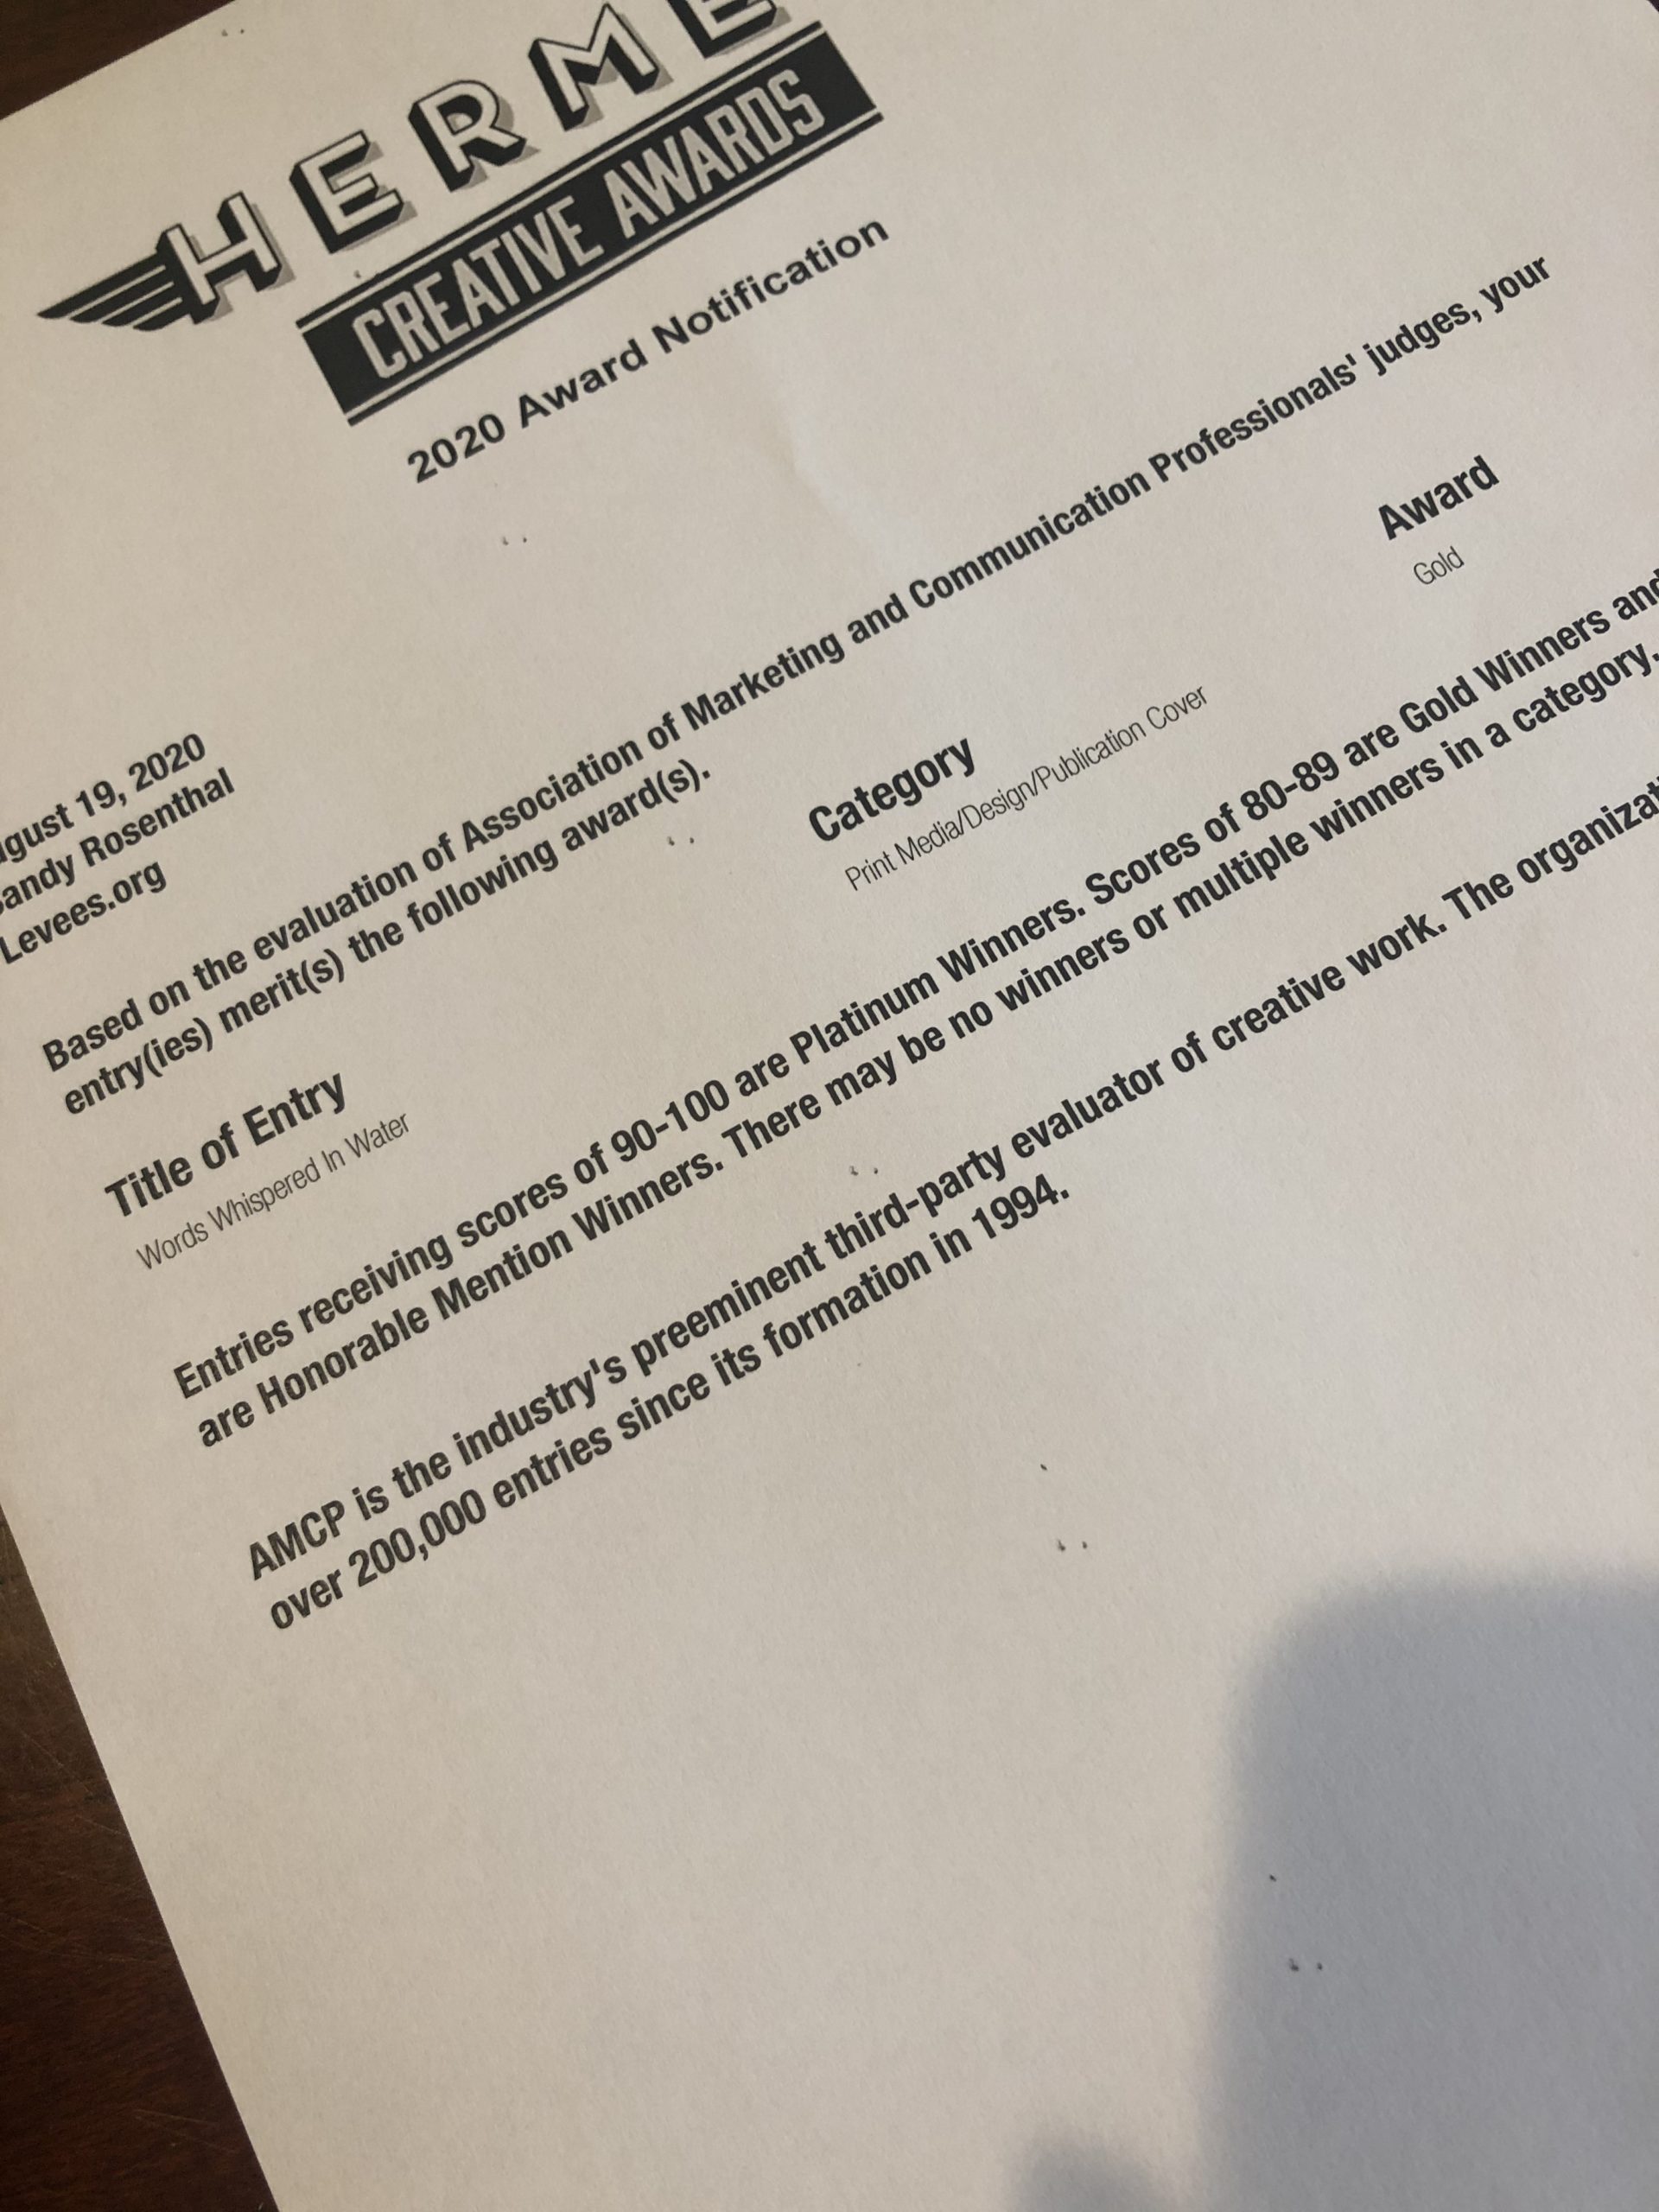 HERME
CREATIVE AWARDS
2020 Award Notification
gust 19, 2020
andy Rosenthal
Levees.org
Based on the evaluation of Association of Marketing and Communication Professionals' judges, your
entry(ies) merit(s) the following award(s).
Title of Entry Category Award
Words Whispered In Water Print Media/Design/Publication Cover Gold
Entries receiving scores of 90-100 are Platinum Winners. Scores of 80-89 are Gold Winners and
are Honorable Mention Winners. There may be no winners or multiple winners in a category.
AMCP is the industry's preeminent third-party evaluator of creative work. The organizat
over 200,000 entries since its formation in 1994.